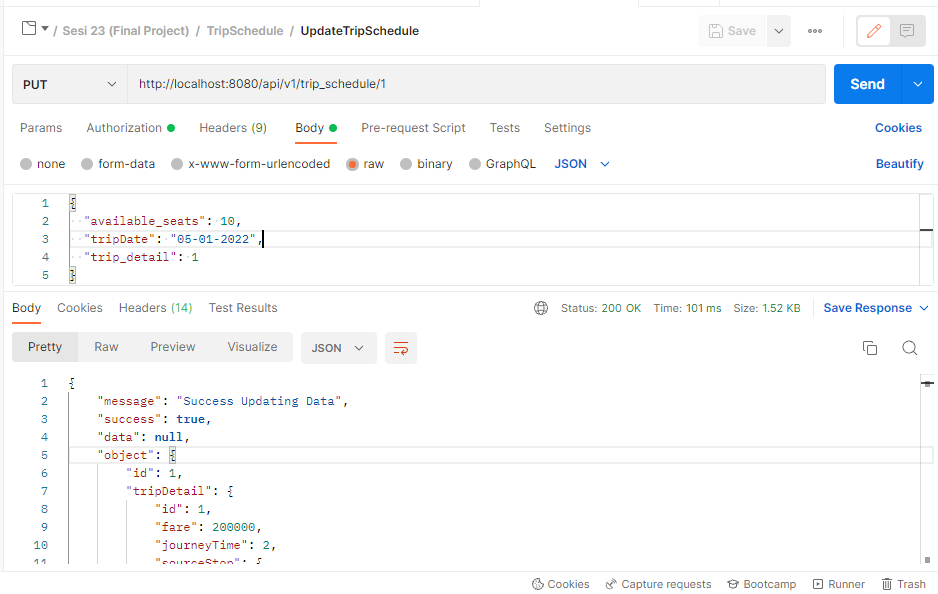 / Sesi 23 (Final Project) / TripSchedule / UpdateTripSchedule Save
PUT http://localhost:8080/api/v1/trip_schedule/1 Send
Params Authorization Headers (9) Body Pre-request Script Tests Settings Cookies
none form-data x-www-form-urlencoded raw binary GraphQL JSON Beautify
1 {
2 "available_seats": 10,
3 "tripDate": "05-01-2022",
4 "trip_detail": 1
5 }
Body Cookies Headers (14) Test Results Status: 200 OK Time: 101 ms Size: 1.52 KB Save Response
Pretty Raw Preview Visualize JSON
1 {
2 "message": "Success Updating Data",
3 "success": true,
4 "data": null,
5 "object": {
6 "id": 1,
7 "tripDetail": {
8 "id": 1,
9 "fare": 200000,
10 "journeyTime": 2,
11 "sourceStop": {
Cookies Capture requests Bootcamp Runner Trash